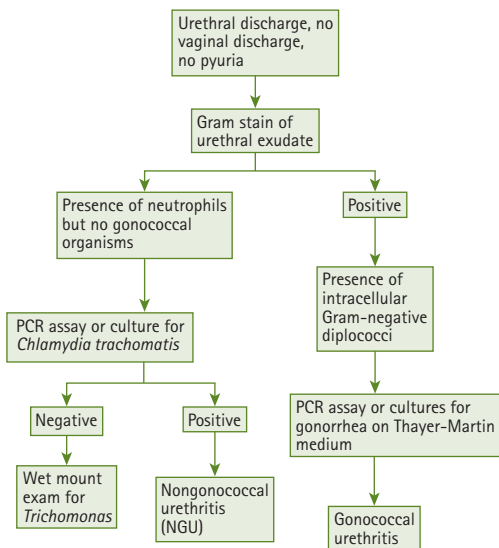 Urethral discharge, no
vaginal discharge,
no pyuria
Gram stain of
urethral exudate
Presence of neutrophils
but no gonococcal
organisms
Positive
Presence of
intracellular
Gram-negative
diplococci
PCR assay or culture for
Chlamydia trachomatis
Negative
Positive
PCR assay or cultures for
gonorrhea on Thayer-Martin
medium
Wet mount
exam for
Trichomonas
Nongonococcal
urethritis
(NGU)
Gonococcal
urethritis